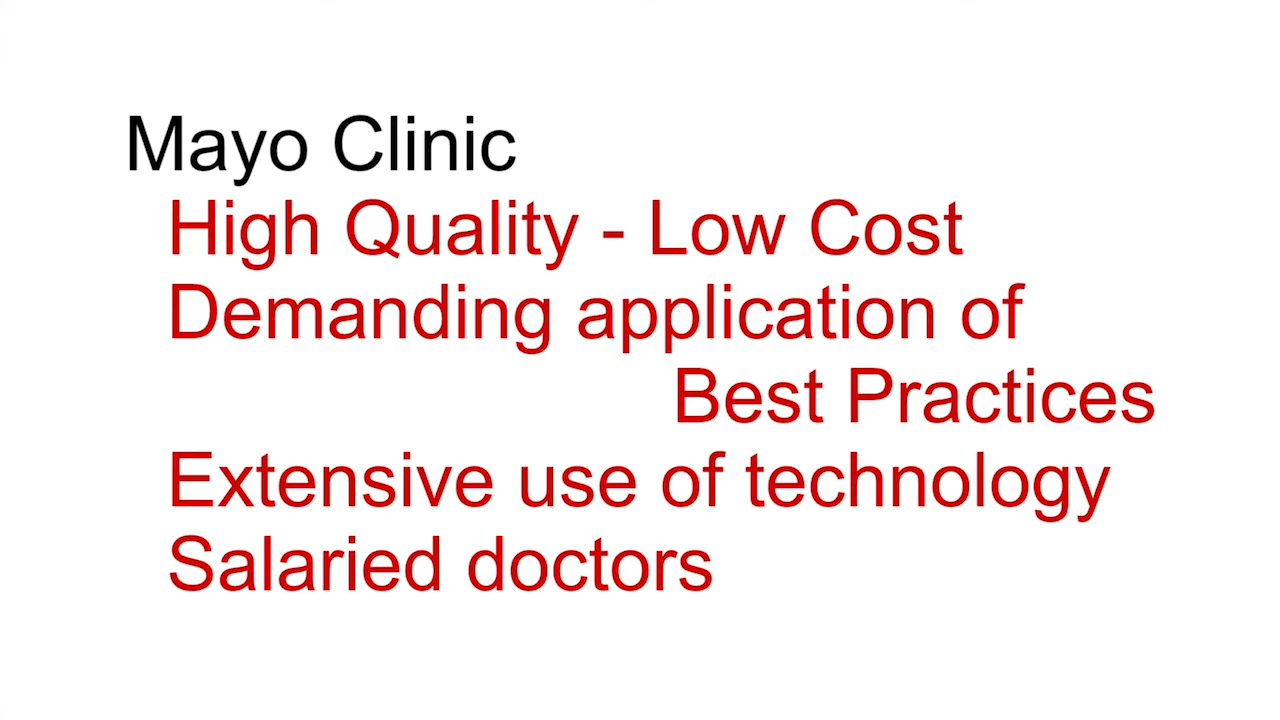 Mayo Clinic
High Quality - Low Cost
Demanding application of
Best Practices
Extensive use of technology
Salaried doctors